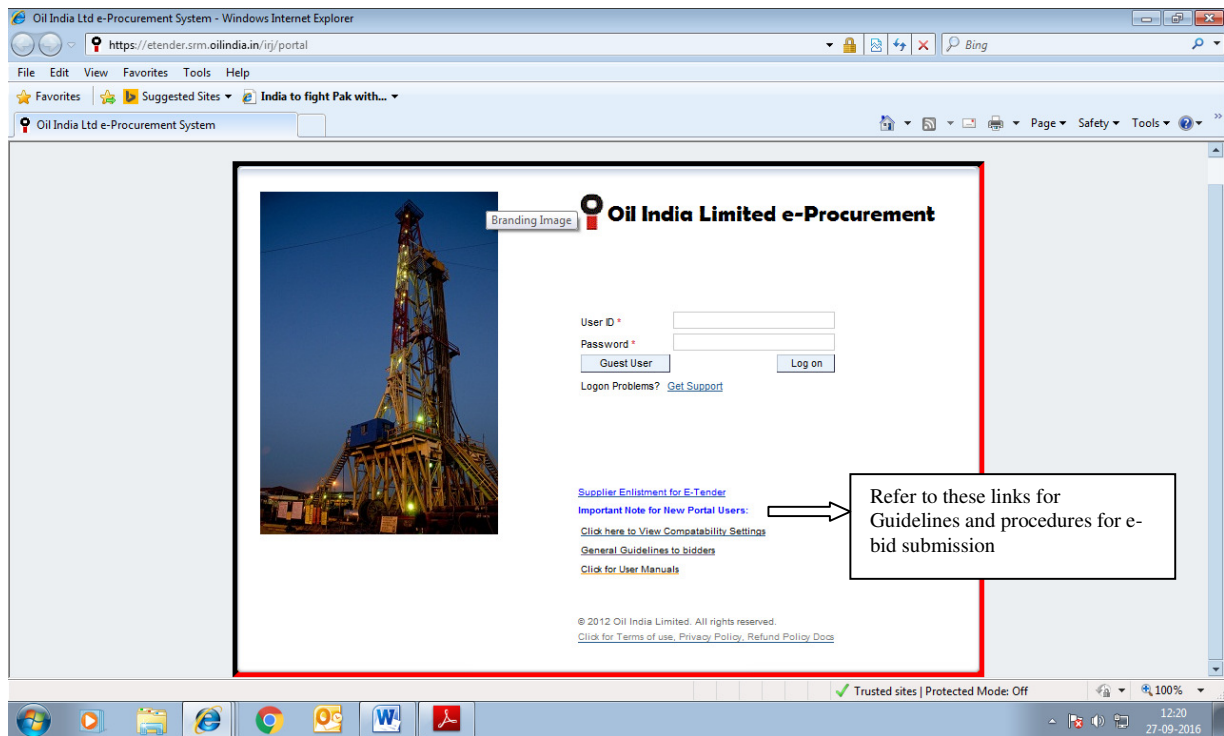 Oil India Ltd e-Procurement System - Windows Internet Explorer
https://etender.srm.oilindia.in/irj/portal
Bing
File Edit View Favorites Tools Help
Favorites Suggested Sites India to fight Pak with...
Oil India Ltd e-Procurement System
Page Safety Tools
Branding Image
Oil India Limited e-Procurement
User ID *
Password *
Guest User Log on
Logon Problems? Get Support
Supplier Enlistment for E-Tender
Important Note for New Portal Users:
Click here to View Compatability Settings
General Guidelines to bidders
Click for User Manuals
Refer to these links for
Guidelines and procedures for e-
bid submission
© 2012 Oil India Limited. All rights reserved.
Click for Terms of use, Privacy Policy, Refund Policy Docs
Trusted sites | Protected Mode: Off
100%
12:20
27-09-2016